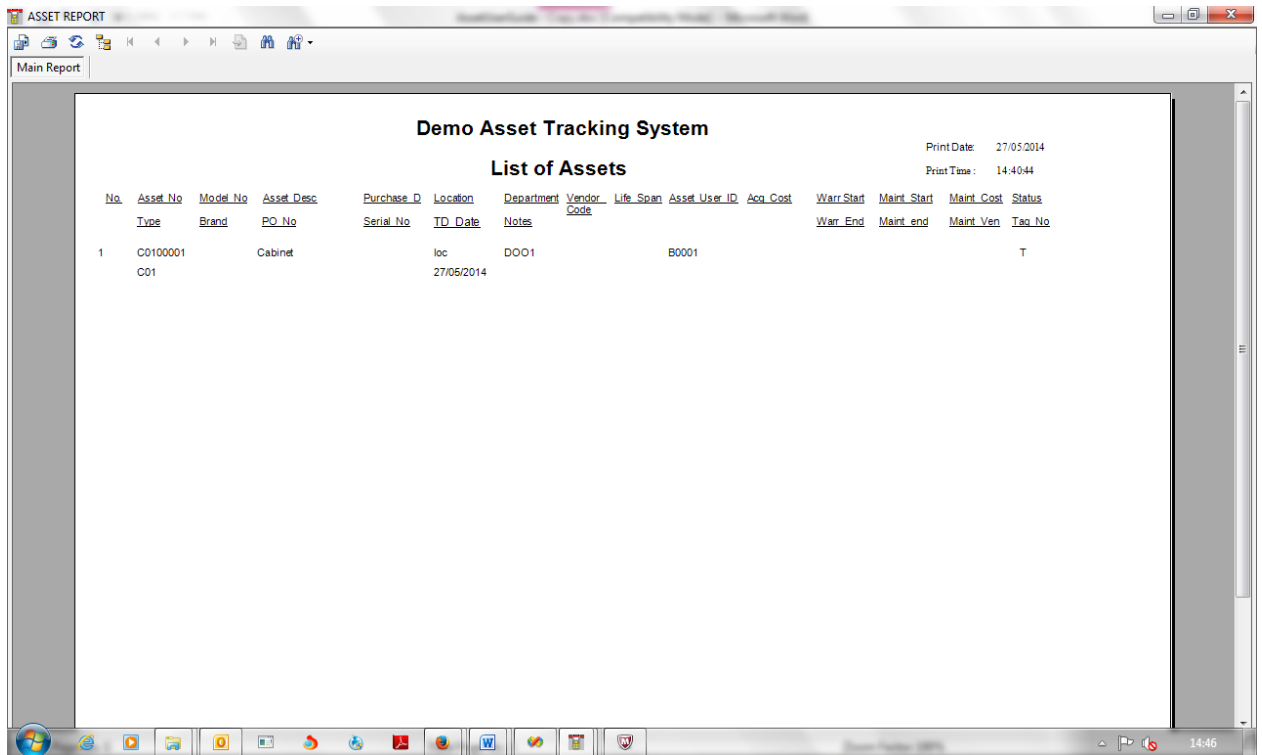 ASSET REPORT
Main Report
Demo Asset Tracking System
Print Date: 27/05/2014
List of Assets
Print Time : 14:40:44
No. Asset No Model No Asset Desc Purchase D Location Department Vendor Code Life Span Asset User ID Acq Cost Warr Start Maint Start Maint Cost Status
Type Brand PO No Serial No TD Date Notes Warr End Maint end Maint Ven Tag No
1 C0100001 Cabinet loc DOO1 B0001 T
C01 27/05/2014
14:46